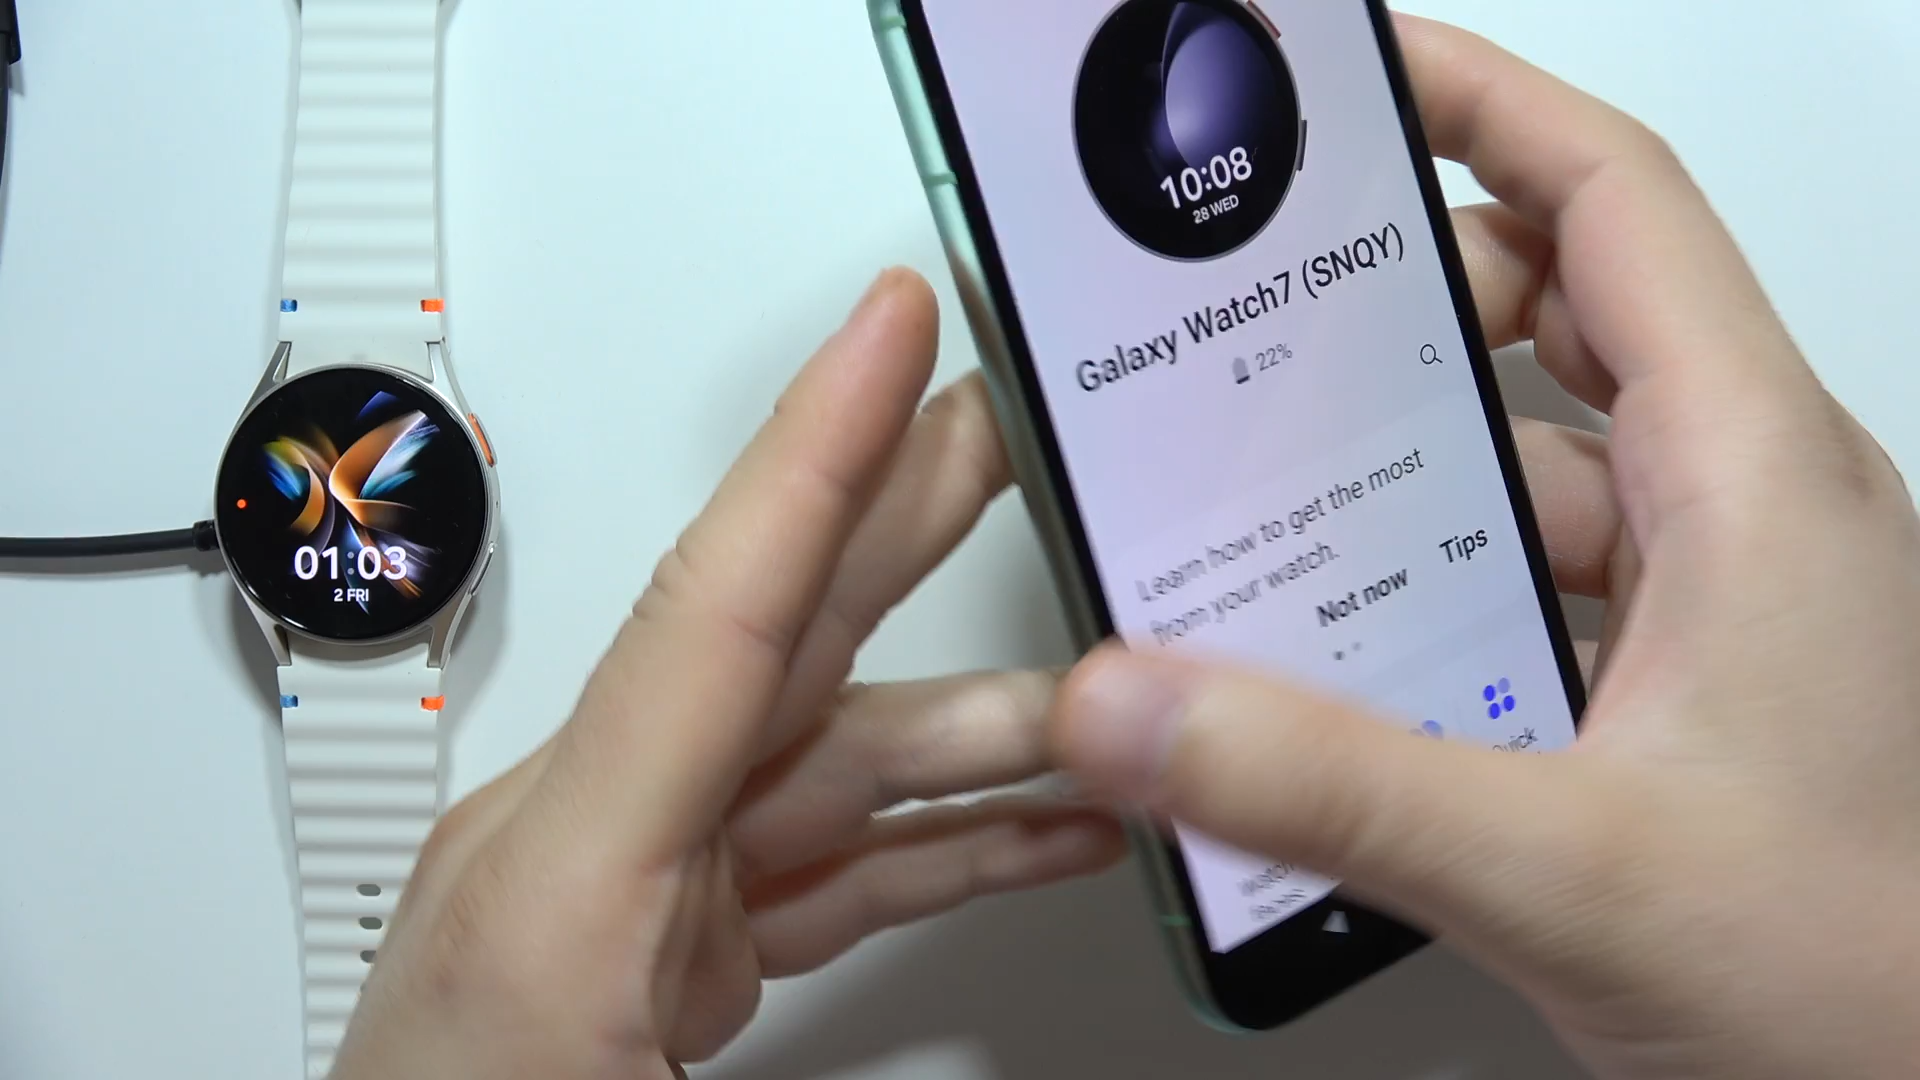 10:08
28 WED
Galaxy Watch7 (SNQY)
22%
Learn how to get the most
from your watch.
Not now
Tips
Quick
01:03
2 FRI